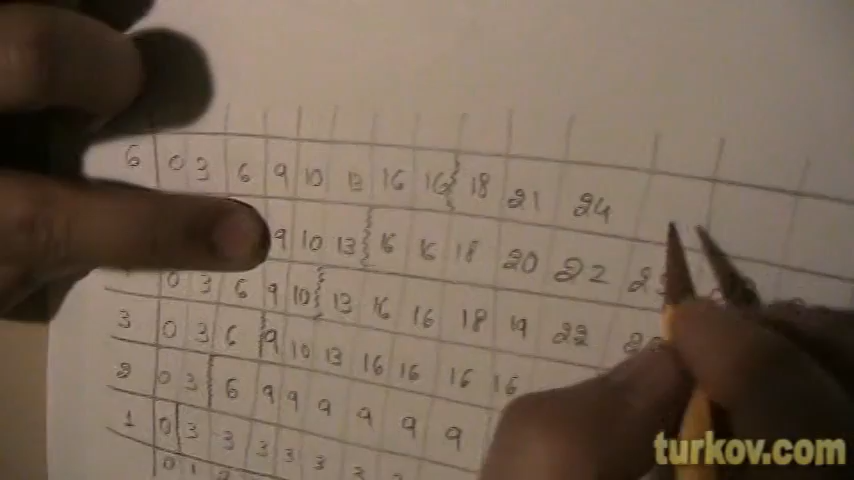 6 0 3 6 9 10 13 16 16 18 21 24
9 10 13 16 16 18 20 22
0 3 6 9 10 13 16 16 18 19 22
3 0 3 6 9 10 13 16 16 16 16
2 0 3 6 9 9 9 9 9 9
1 0 3 3 3 3 3 3
0 1
turkov.com